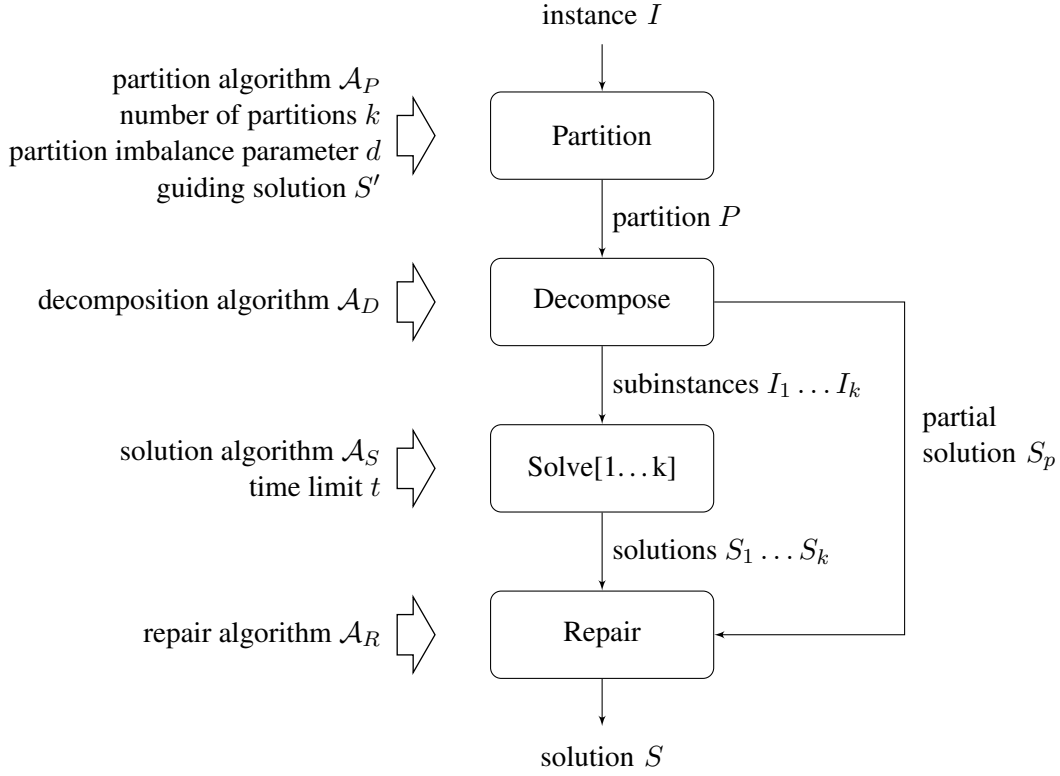 instance I
partition algorithm 𝒜_P
number of partitions k
partition imbalance parameter d
guiding solution S′
Partition
partition P
decomposition algorithm 𝒜_D
Decompose
subinstances I_1 … I_k
partial
solution S_p
solution algorithm 𝒜_S
time limit t
Solve[1…k]
solutions S_1 … S_k
repair algorithm 𝒜_R
Repair
solution S